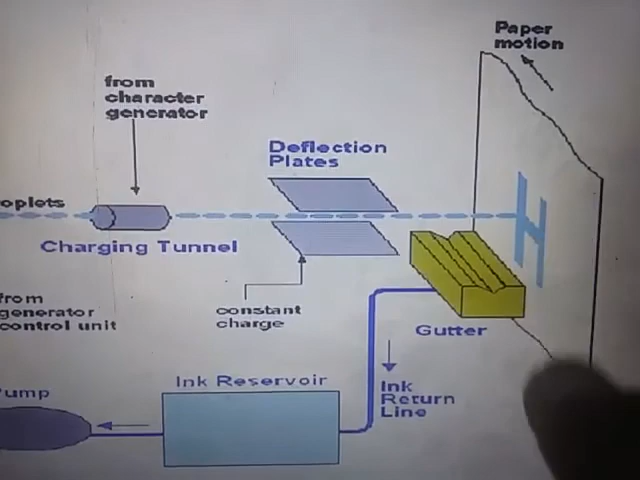 Paper
motion
from
character
generator
Deflection
Plates
oplets
Charging Tunnel
from
generator
control unit
constant
charge
Gutter
Ink Reservoir
Ink
Return
Line
Pump